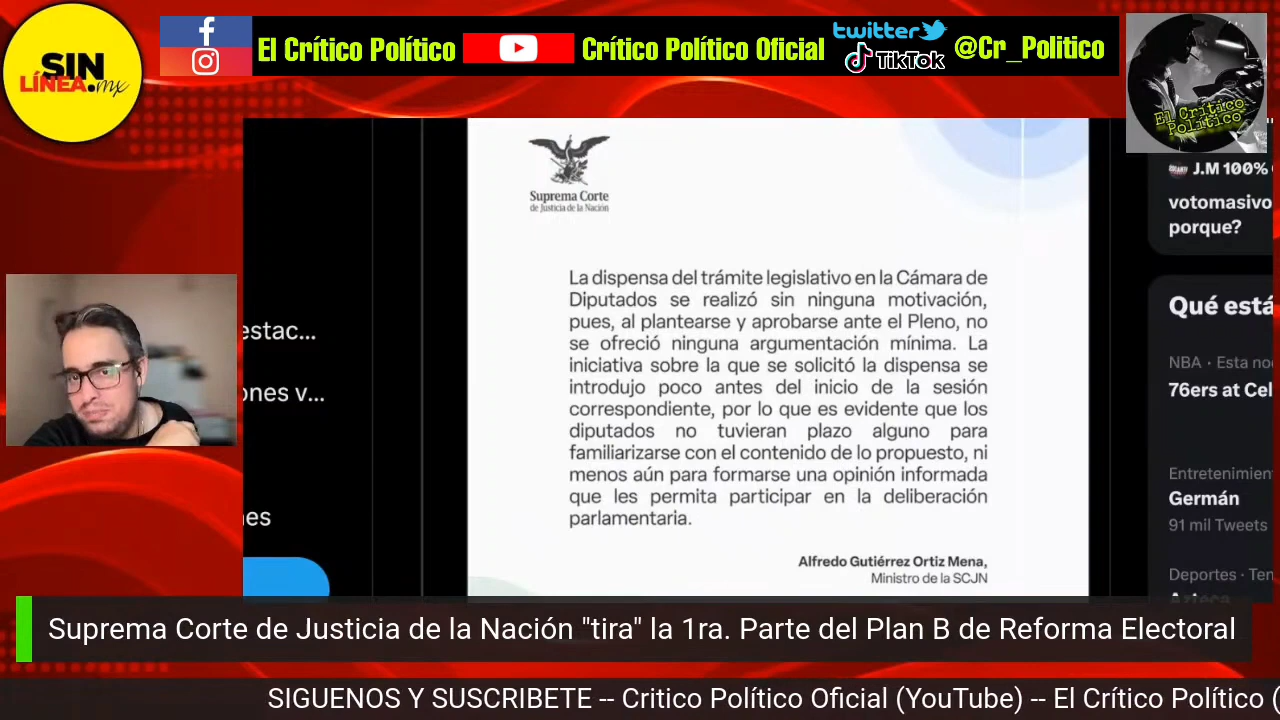 SIN
LÍNEA.mx
El Crítico Político
Crítico Político Oficial
twitter
TikTok
@Cr_Politico
El Crítico
Político
Suprema Corte
de Justicia de la Nación
La dispensa del trámite legislativo en la Cámara de
Diputados se realizó sin ninguna motivación,
pues, al plantearse y aprobarse ante el Pleno, no
se ofreció ninguna argumentación mínima. La
iniciativa sobre la que se solicitó la dispensa se
introdujo poco antes del inicio de la sesión
correspondiente, por lo que es evidente que los
diputados no tuvieran plazo alguno para
familiarizarse con el contenido de lo propuesto, ni
menos aún para formarse una opinión informada
que les permita participar en la deliberación
parlamentaria.
Alfredo Gutiérrez Ortiz Mena,
Ministro de la SCJN
estac...
ones v...
nes
J.M 100%
votomasivo
porque?
Qué está
NBA · Esta no
76ers at Cel
Entretenimien
Germán
91 mil Tweets
Deportes · Ten
Azteca
Suprema Corte de Justicia de la Nación "tira" la 1ra. Parte del Plan B de Reforma Electoral
SIGUENOS Y SUSCRIBETE -- Critico Político Oficial (YouTube) -- El Crítico Político (